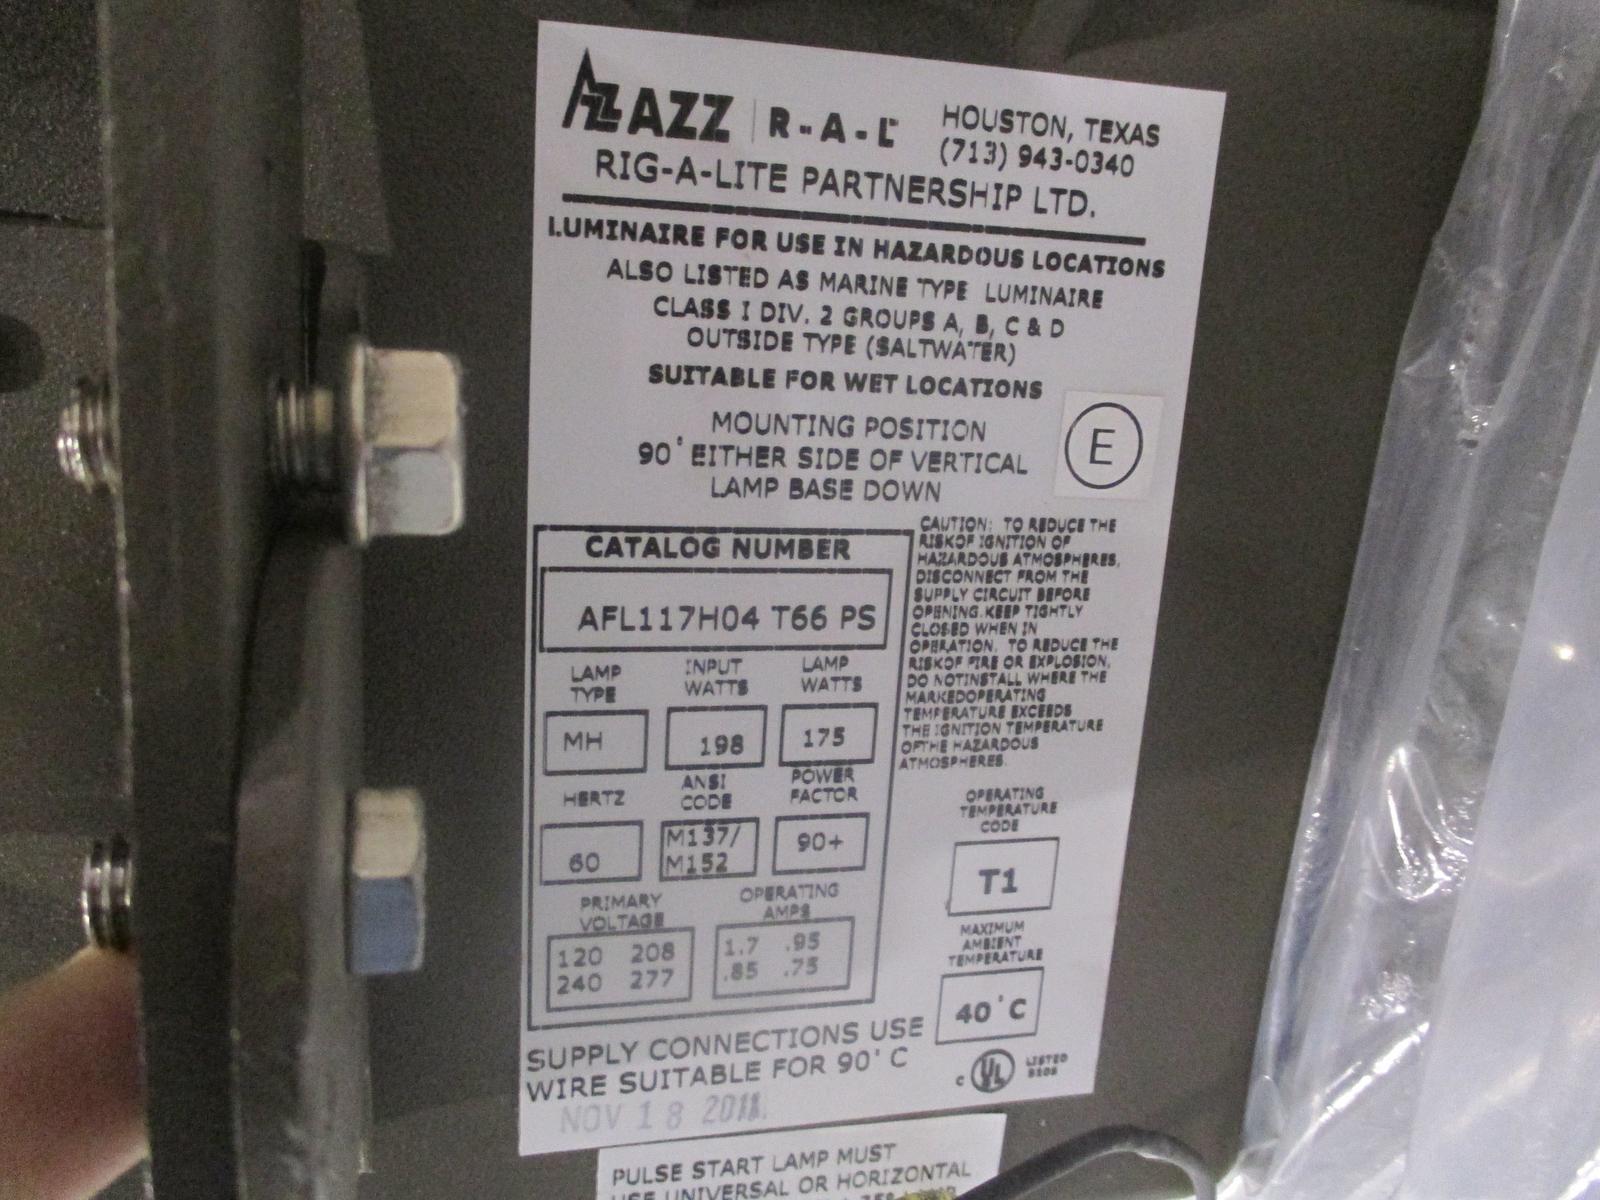 AZZ R-A-L HOUSTON, TEXAS
(713) 943-0340
RIG-A-LITE PARTNERSHIP LTD.
LUMINAIRE FOR USE IN HAZARDOUS LOCATIONS
ALSO LISTED AS MARINE TYPE LUMINAIRE
CLASS I DIV. 2 GROUPS A, B, C & D
OUTSIDE TYPE (SALTWATER)
SUITABLE FOR WET LOCATIONS
MOUNTING POSITION
90° EITHER SIDE OF VERTICAL
LAMP BASE DOWN
E
CATALOG NUMBER
AFL117H04 T66 PS
LAMP TYPE
INPUT WATTS
LAMP WATTS
MH
198
175
HERTZ
ANSI CODE
POWER FACTOR
60
M137/
M152
90+
PRIMARY VOLTAGE
OPERATING AMPS
120 208
240 277
1.7 .95
.85 .75
CAUTION: TO REDUCE THE
RISKOF IGNITION OF
HAZARDOUS ATMOSPHERES,
DISCONNECT FROM THE
SUPPLY CIRCUIT BEFORE
OPENING.KEEP TIGHTLY
CLOSED WHEN IN
OPERATION. TO REDUCE THE
RISKOF FIRE OR EXPLOSION,
DO NOTINSTALL WHERE THE
MARKEDOPERATING
TEMPERATURE EXCEEDS
THE IGNITION TEMPERATURE
OFTHE HAZARDOUS
ATMOSPHERES.
OPERATING
TEMPERATURE
CODE
T1
MAXIMUM
AMBIENT
TEMPERATURE
40°C
SUPPLY CONNECTIONS USE
WIRE SUITABLE FOR 90°C
C UL LISTED
NOV 18
PULSE START LAMP MUST
USE UNIVERSAL OR HORIZONTAL